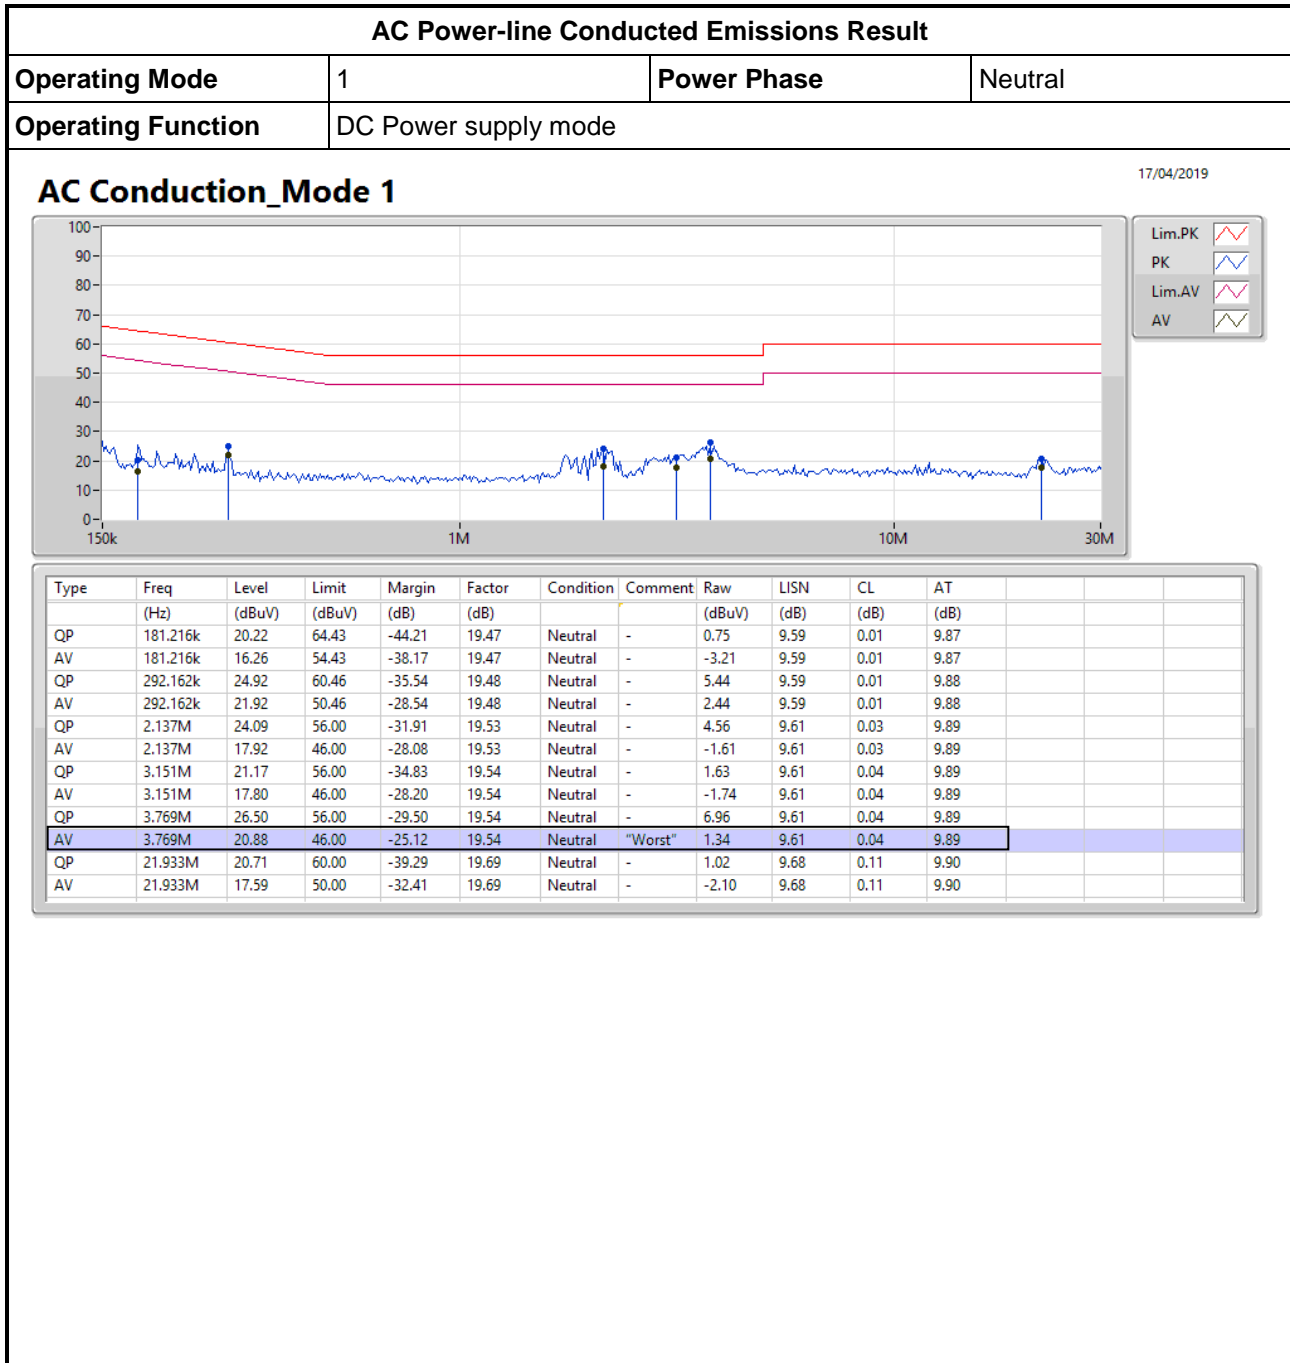 AC Power-line Conducted Emissions Result
Operating Mode 1 Power Phase Neutral
Operating Function DC Power supply mode
17/04/2019
AC Conduction_Mode 1
100
90
80
70
60
50
40
30
20
10
0
150k 1M 10M 30M
Lim.PK
PK
Lim.AV
AV
Type Freq Level Limit Margin Factor Condition Comment Raw LISN CL AT
(Hz) (dBuV) (dBuV) (dB) (dB) (dBuV) (dB) (dB) (dB)
QP 181.216k 20.22 64.43 -44.21 19.47 Neutral - 0.75 9.59 0.01 9.87
AV 181.216k 16.26 54.43 -38.17 19.47 Neutral - -3.21 9.59 0.01 9.87
QP 292.162k 24.92 60.46 -35.54 19.48 Neutral - 5.44 9.59 0.01 9.88
AV 292.162k 21.92 50.46 -28.54 19.48 Neutral - 2.44 9.59 0.01 9.88
QP 2.137M 24.09 56.00 -31.91 19.53 Neutral - 4.56 9.61 0.03 9.89
AV 2.137M 17.92 46.00 -28.08 19.53 Neutral - -1.61 9.61 0.03 9.89
QP 3.151M 21.17 56.00 -34.83 19.54 Neutral - 1.63 9.61 0.04 9.89
AV 3.151M 17.80 46.00 -28.20 19.54 Neutral - -1.74 9.61 0.04 9.89
QP 3.769M 26.50 56.00 -29.50 19.54 Neutral - 6.96 9.61 0.04 9.89
AV 3.769M 20.88 46.00 -25.12 19.54 Neutral "Worst" 1.34 9.61 0.04 9.89
QP 21.933M 20.71 60.00 -39.29 19.69 Neutral - 1.02 9.68 0.11 9.90
AV 21.933M 17.59 50.00 -32.41 19.69 Neutral - -2.10 9.68 0.11 9.90